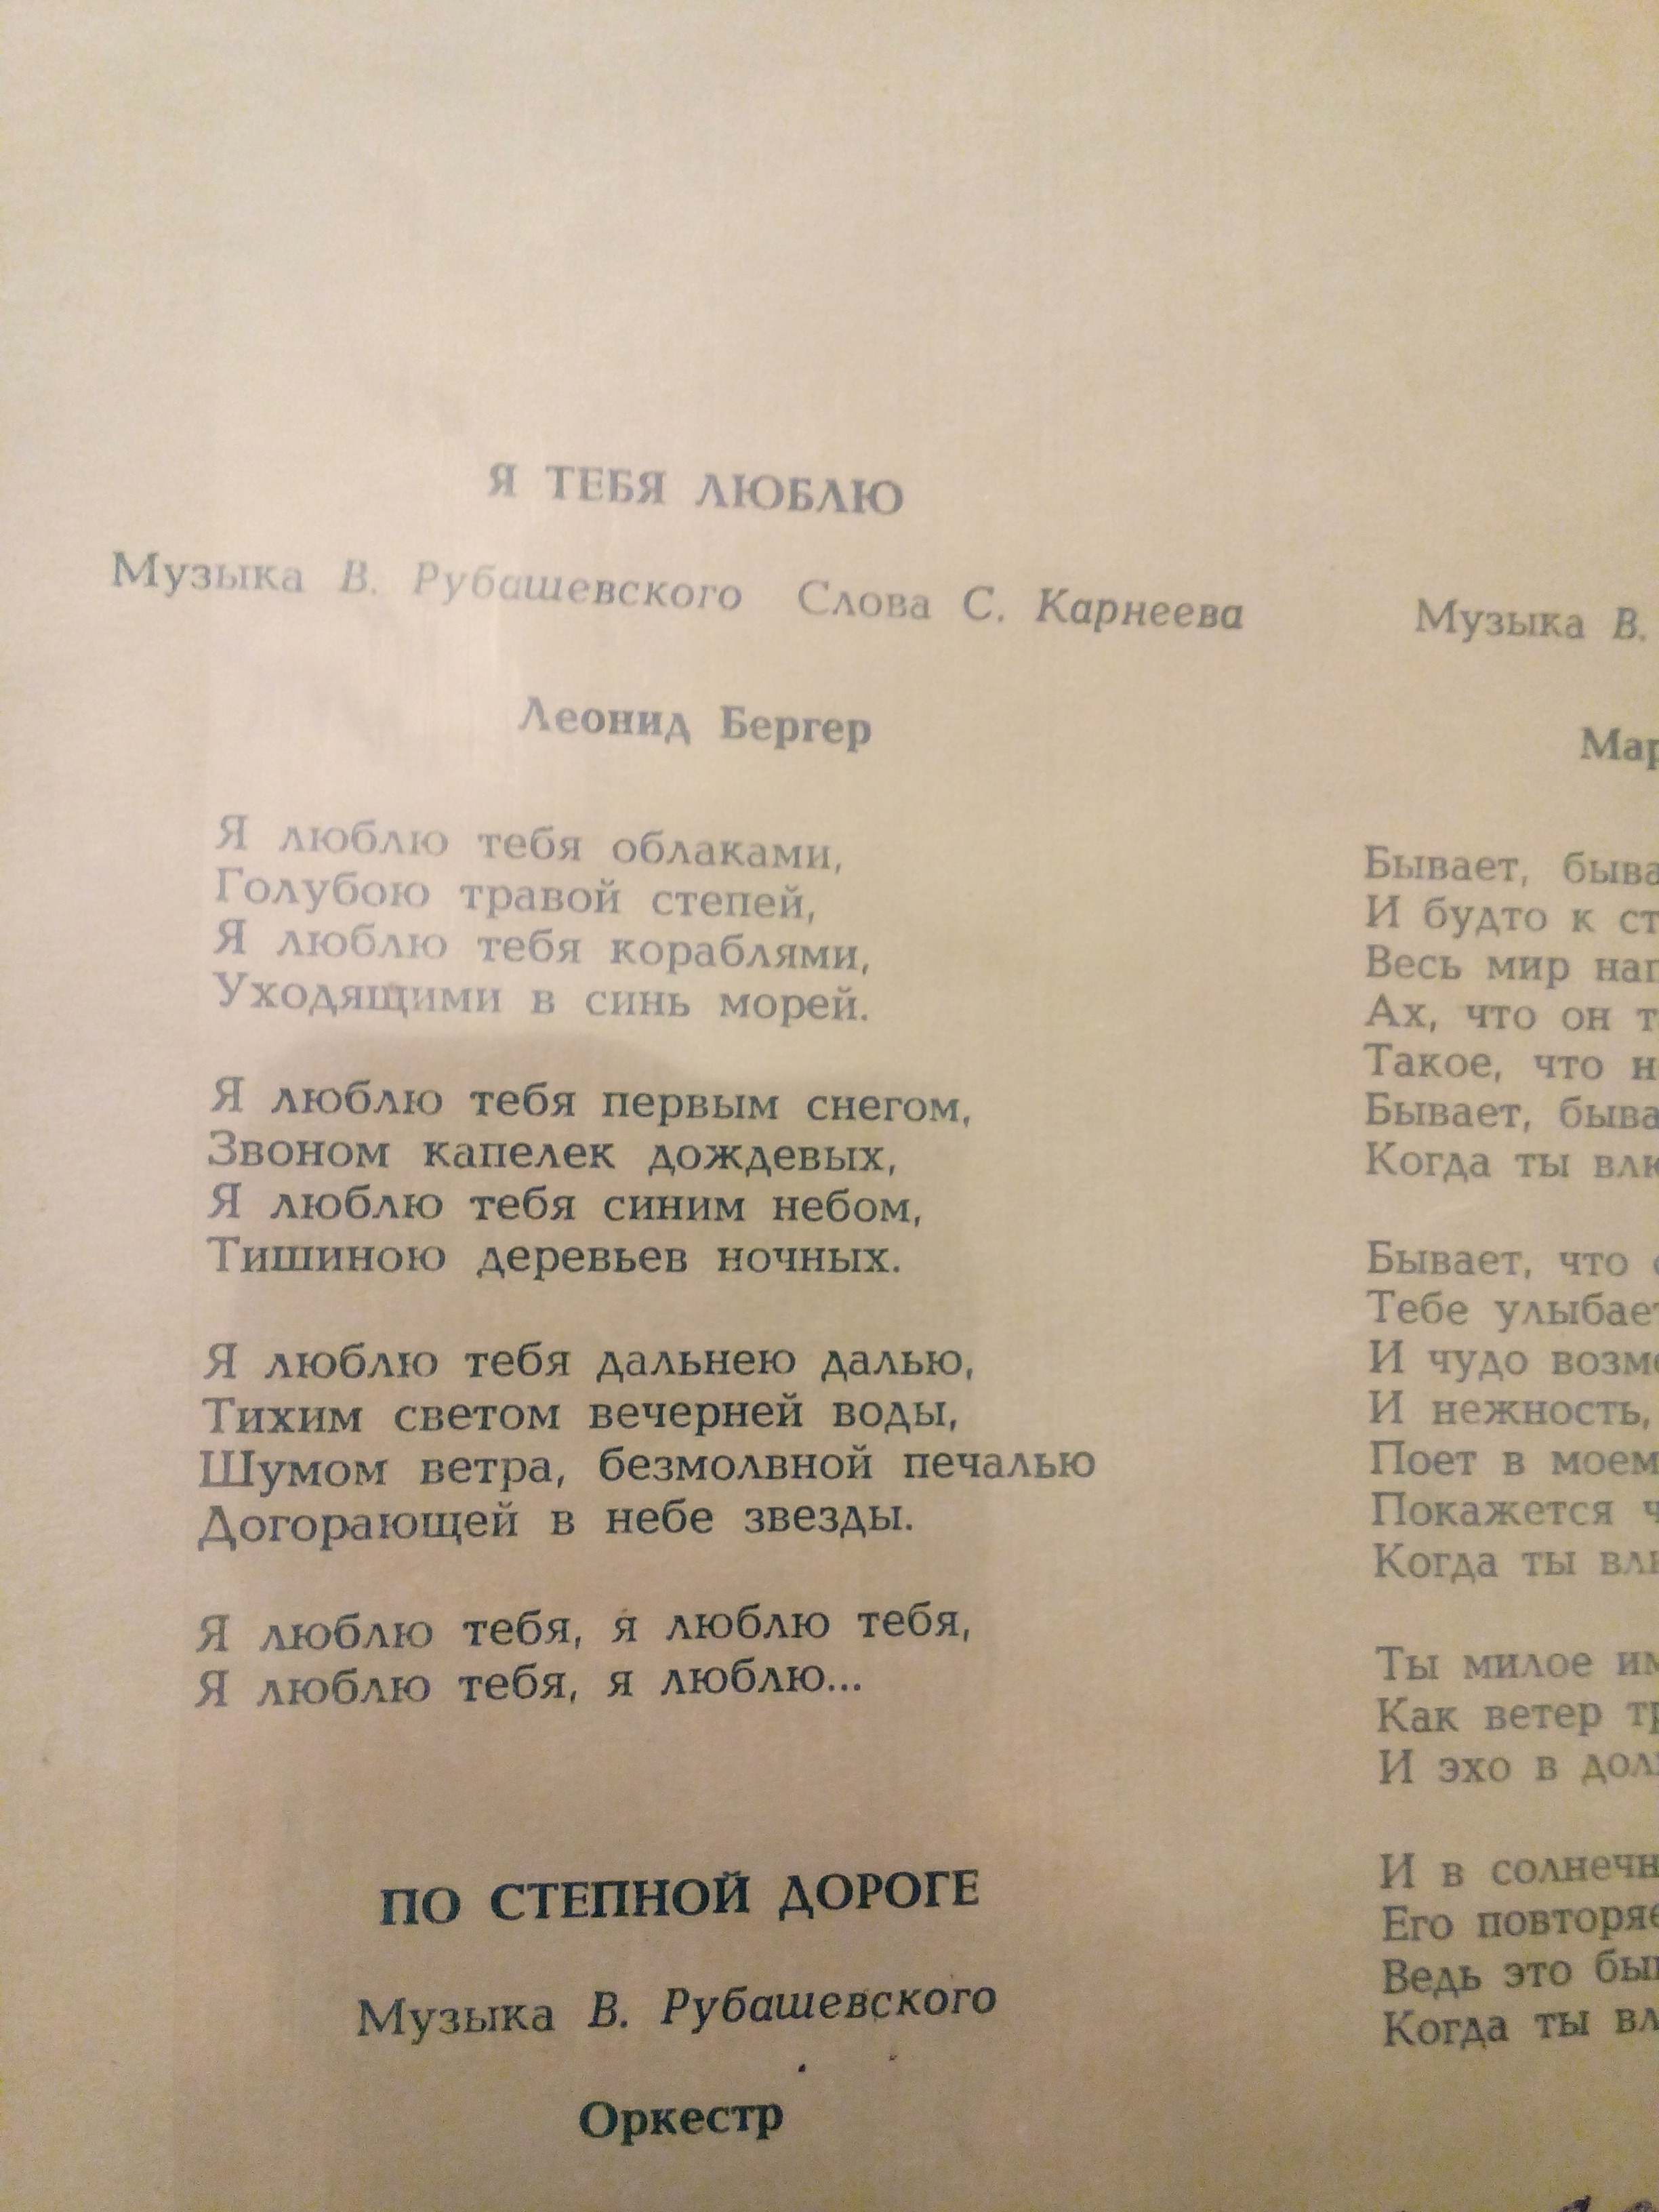 Я ТЕБЯ ЛЮБЛЮ
Музыка В. Рубашевского Слова С. Карнеева
Леонид Бергер
Я люблю тебя облаками,
Голубою травой степей,
Я люблю тебя кораблями,
Уходящими в синь морей.
Я люблю тебя первым снегом,
Звоном капелек дождевых,
Я люблю тебя синим небом,
Тишиною деревьев ночных.
Я люблю тебя дальнею далью,
Тихим светом вечерней воды,
Шумом ветра, безмолвной печалью
Догорающей в небе звезды.
Я люблю тебя, я люблю тебя,
Я люблю тебя, я люблю...
ПО СТЕПНОЙ ДОРОГЕ
Музыка В. Рубашевского
Оркестр
Музыка В.
Бывает,
И будто к
Весь мир
Ах, что он
Такое, что
Бывает,
Когда ты
Бывает, что
Тебе
И чудо
И нежность,
Поет в моем
Покажется
Когда ты
Ты милое
Как ветер
И эхо в
И в
Его
Ведь это
Когда ты